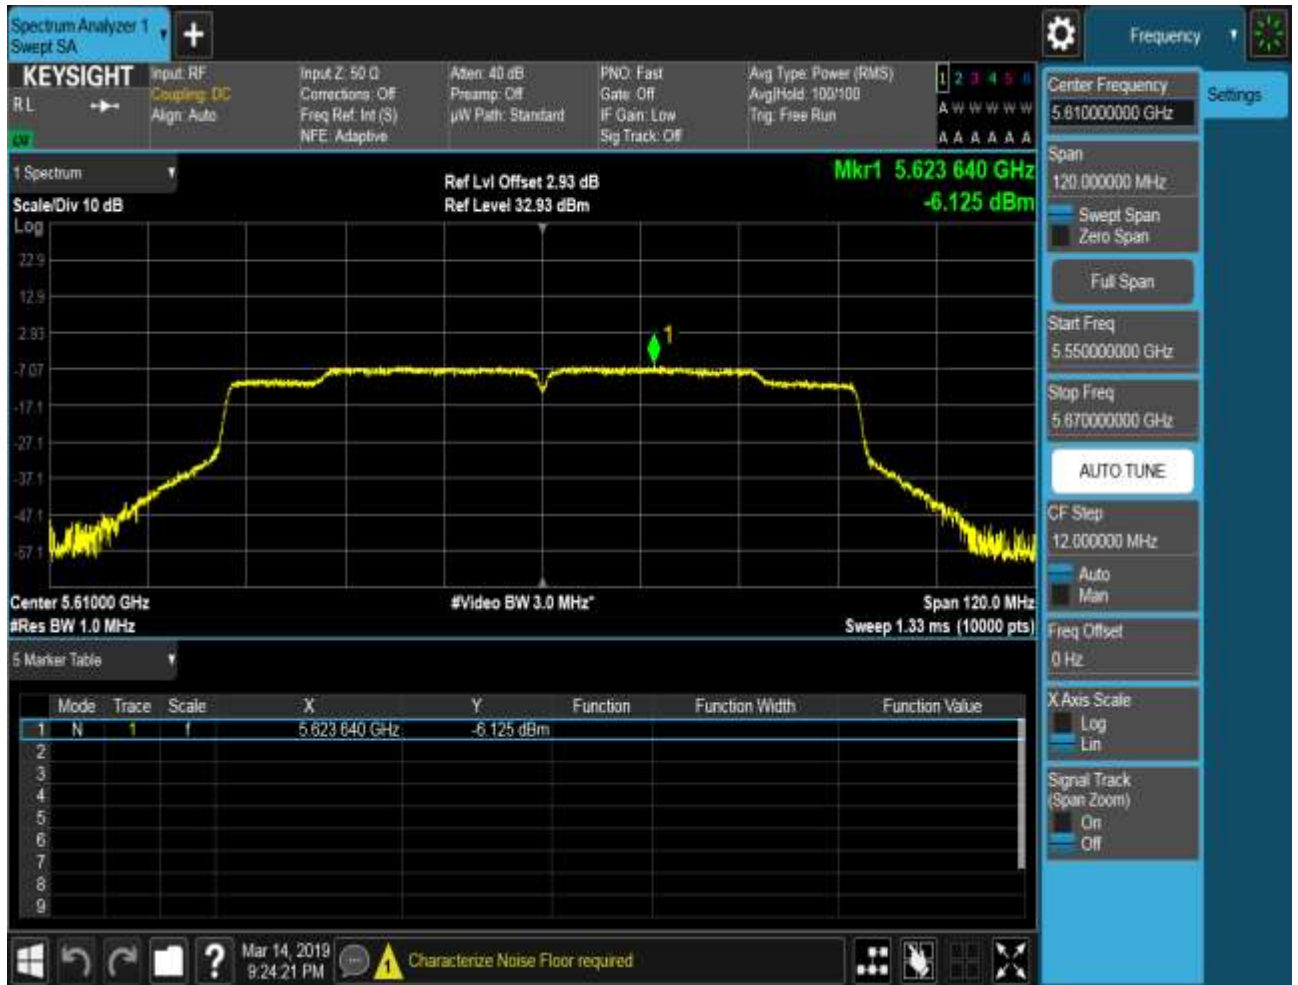 Spectrum Analyzer 1
Swept SA
+
Frequency
KEYSIGHT
RL
Input: RF
Coupling: DC
Align: Auto
Input Z: 50 Ω
Corrections: Off
Freq Ref: Int (S)
NFE: Adaptive
Atten: 40 dB
Preamp: Off
µW Path: Standard
PNO: Fast
Gate: Off
IF Gain: Low
Sig Track: Off
Avg Type: Power (RMS)
Avg|Hold: 100/100
Trig: Free Run
1 2 3 4 5 6
A W W W W W
A A A A A A
1 Spectrum
Scale/Div 10 dB
Log
Ref Lvl Offset 2.93 dB
Ref Level 32.93 dBm
Mkr1 5.623 640 GHz
-6.125 dBm
22.9
12.9
2.93
-7.07
-17.1
-27.1
-37.1
-47.1
-57.1
1
Center 5.61000 GHz
#Res BW 1.0 MHz
#Video BW 3.0 MHz*
Span 120.0 MHz
Sweep 1.33 ms (10000 pts)
5 Marker Table
Mode Trace Scale X Y Function Function Width Function Value
1 N 1 f 5.623 640 GHz -6.125 dBm
2
3
4
5
6
7
8
9
Mar 14, 2019
9:24:21 PM
?
1
Characterize Noise Floor required
Settings
Center Frequency
5.610000000 GHz
Span
120.000000 MHz
Swept Span
Zero Span
Full Span
Start Freq
5.550000000 GHz
Stop Freq
5.670000000 GHz
AUTO TUNE
CF Step
12.000000 MHz
Auto
Man
Freq Offset
0 Hz
X Axis Scale
Log
Lin
Signal Track
(Span Zoom)
On
Off